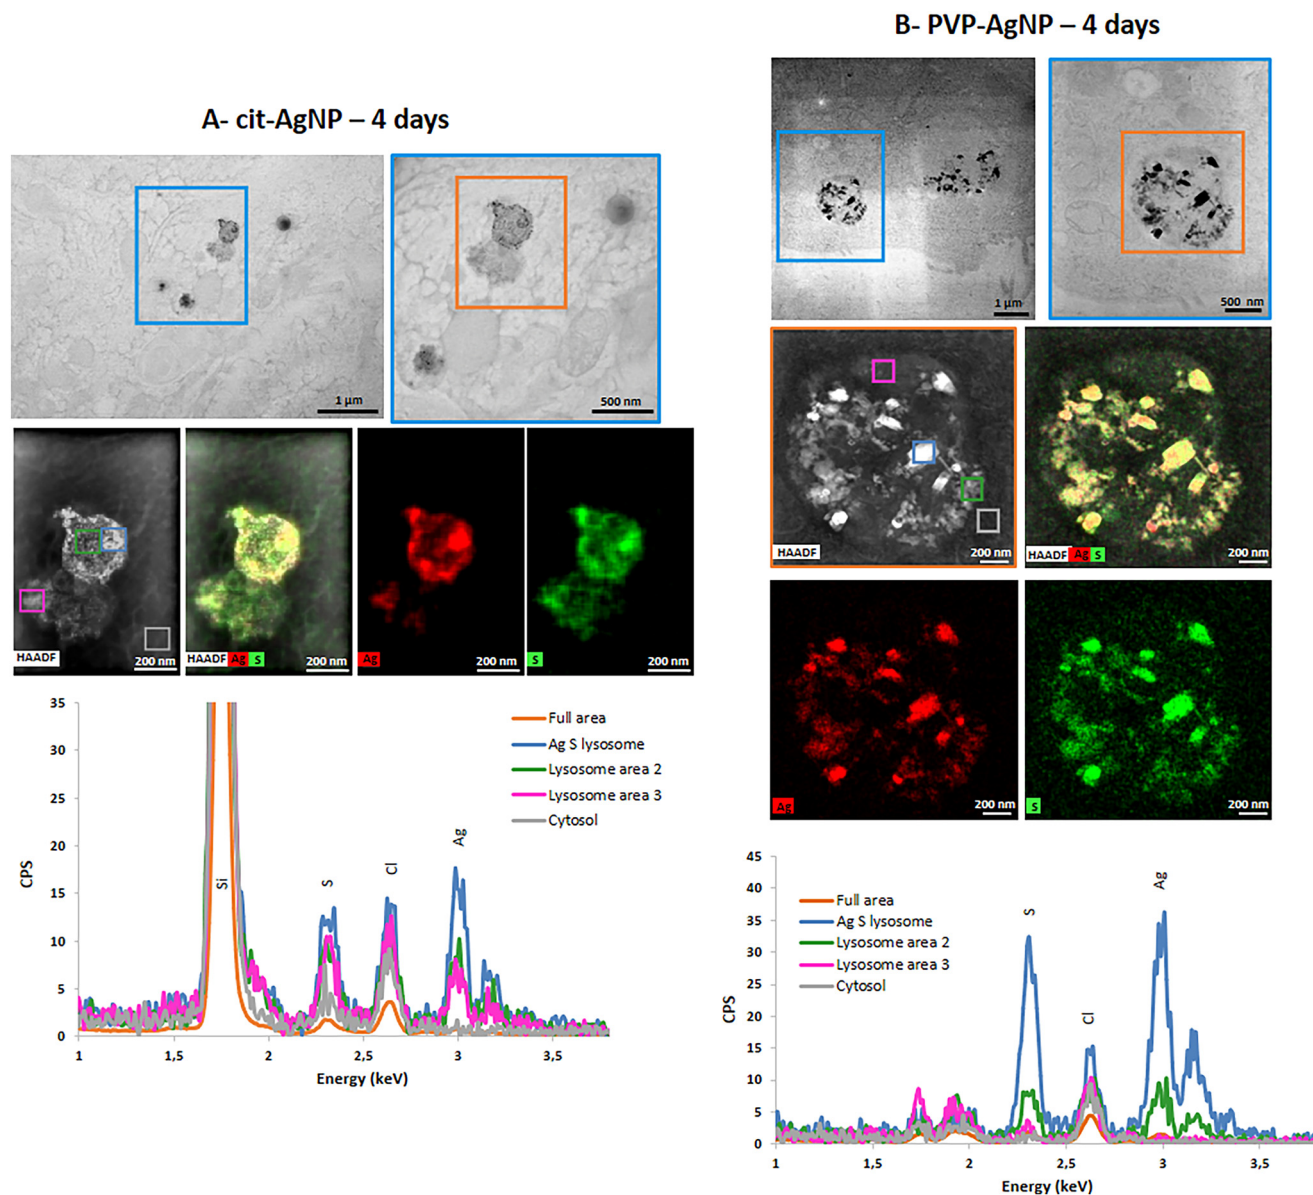 B- PVP-AgNP – 4 days
A- cit-AgNP – 4 days
1 µm
500 nm
1 µm
500 nm
HAADF
200 nm
HAADF Ag S
200 nm
Ag
200 nm
S
200 nm
HAADF
200 nm
HAADF Ag S
200 nm
Ag
200 nm
S
200 nm
35
30
25
20
15
10
5
0
CPS
Si
S
Cl
Ag
Full area
Ag S lysosome
Lysosome area 2
Lysosome area 3
Cytosol
1
1,5
2
2,5
3
3,5
Energy (keV)
45
40
35
30
25
20
15
10
5
0
CPS
Full area
Ag S lysosome
Lysosome area 2
Lysosome area 3
Cytosol
S
Cl
Ag
1
1,5
2
2,5
3
3,5
Energy (keV)